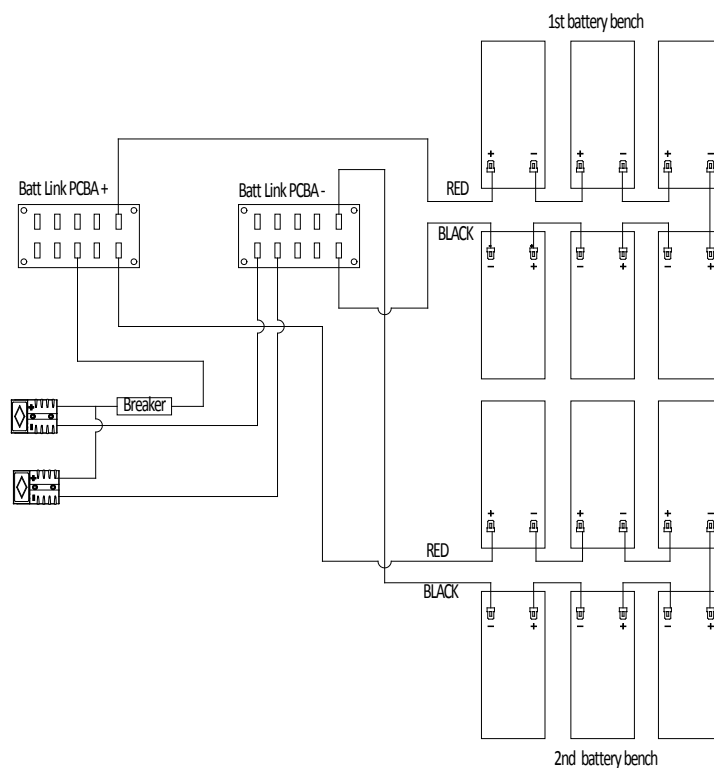 1st battery bench
+ − + − + −
Batt Link PCBA +
Batt Link PCBA -
RED
BLACK
− + − + − +
Breaker
+ −
+ −
+ − + − + −
RED
BLACK
− + − + − +
2nd battery bench